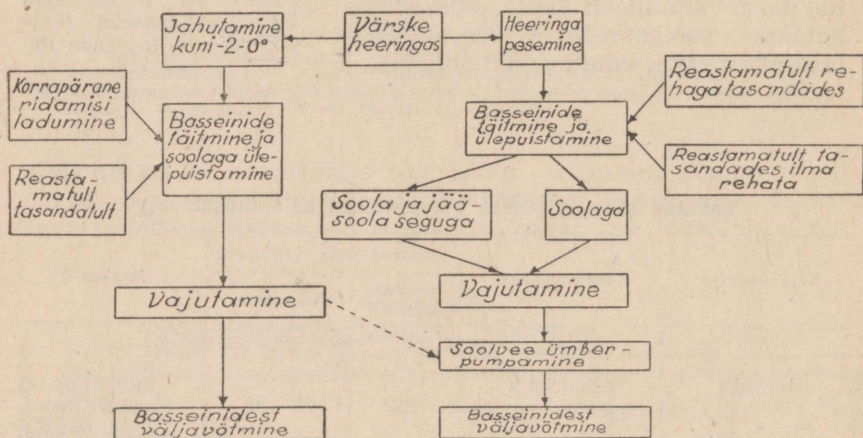 Jahutamine
kuni -2-0°
Värske
heeringas
Heeringa
pesemine
Korrapärane
ridamisi
ladumine
Reasta-
matult
tasandatult
Basseinide
täitmine ja
soolaga üle-
puistamine
Basseinide
täitmine ja
ülepuistamine
Reastamatult re-
haga tasandades
Reastamatult ta-
sandades ilma
rehata
Soola ja jää-
soola seguga
Soolaga
Vajutamine
Vajutamine
Soolvee ümber-
pumpamine
Basseinidest
väljavõtmine
Basseinidest
väljavõtmine